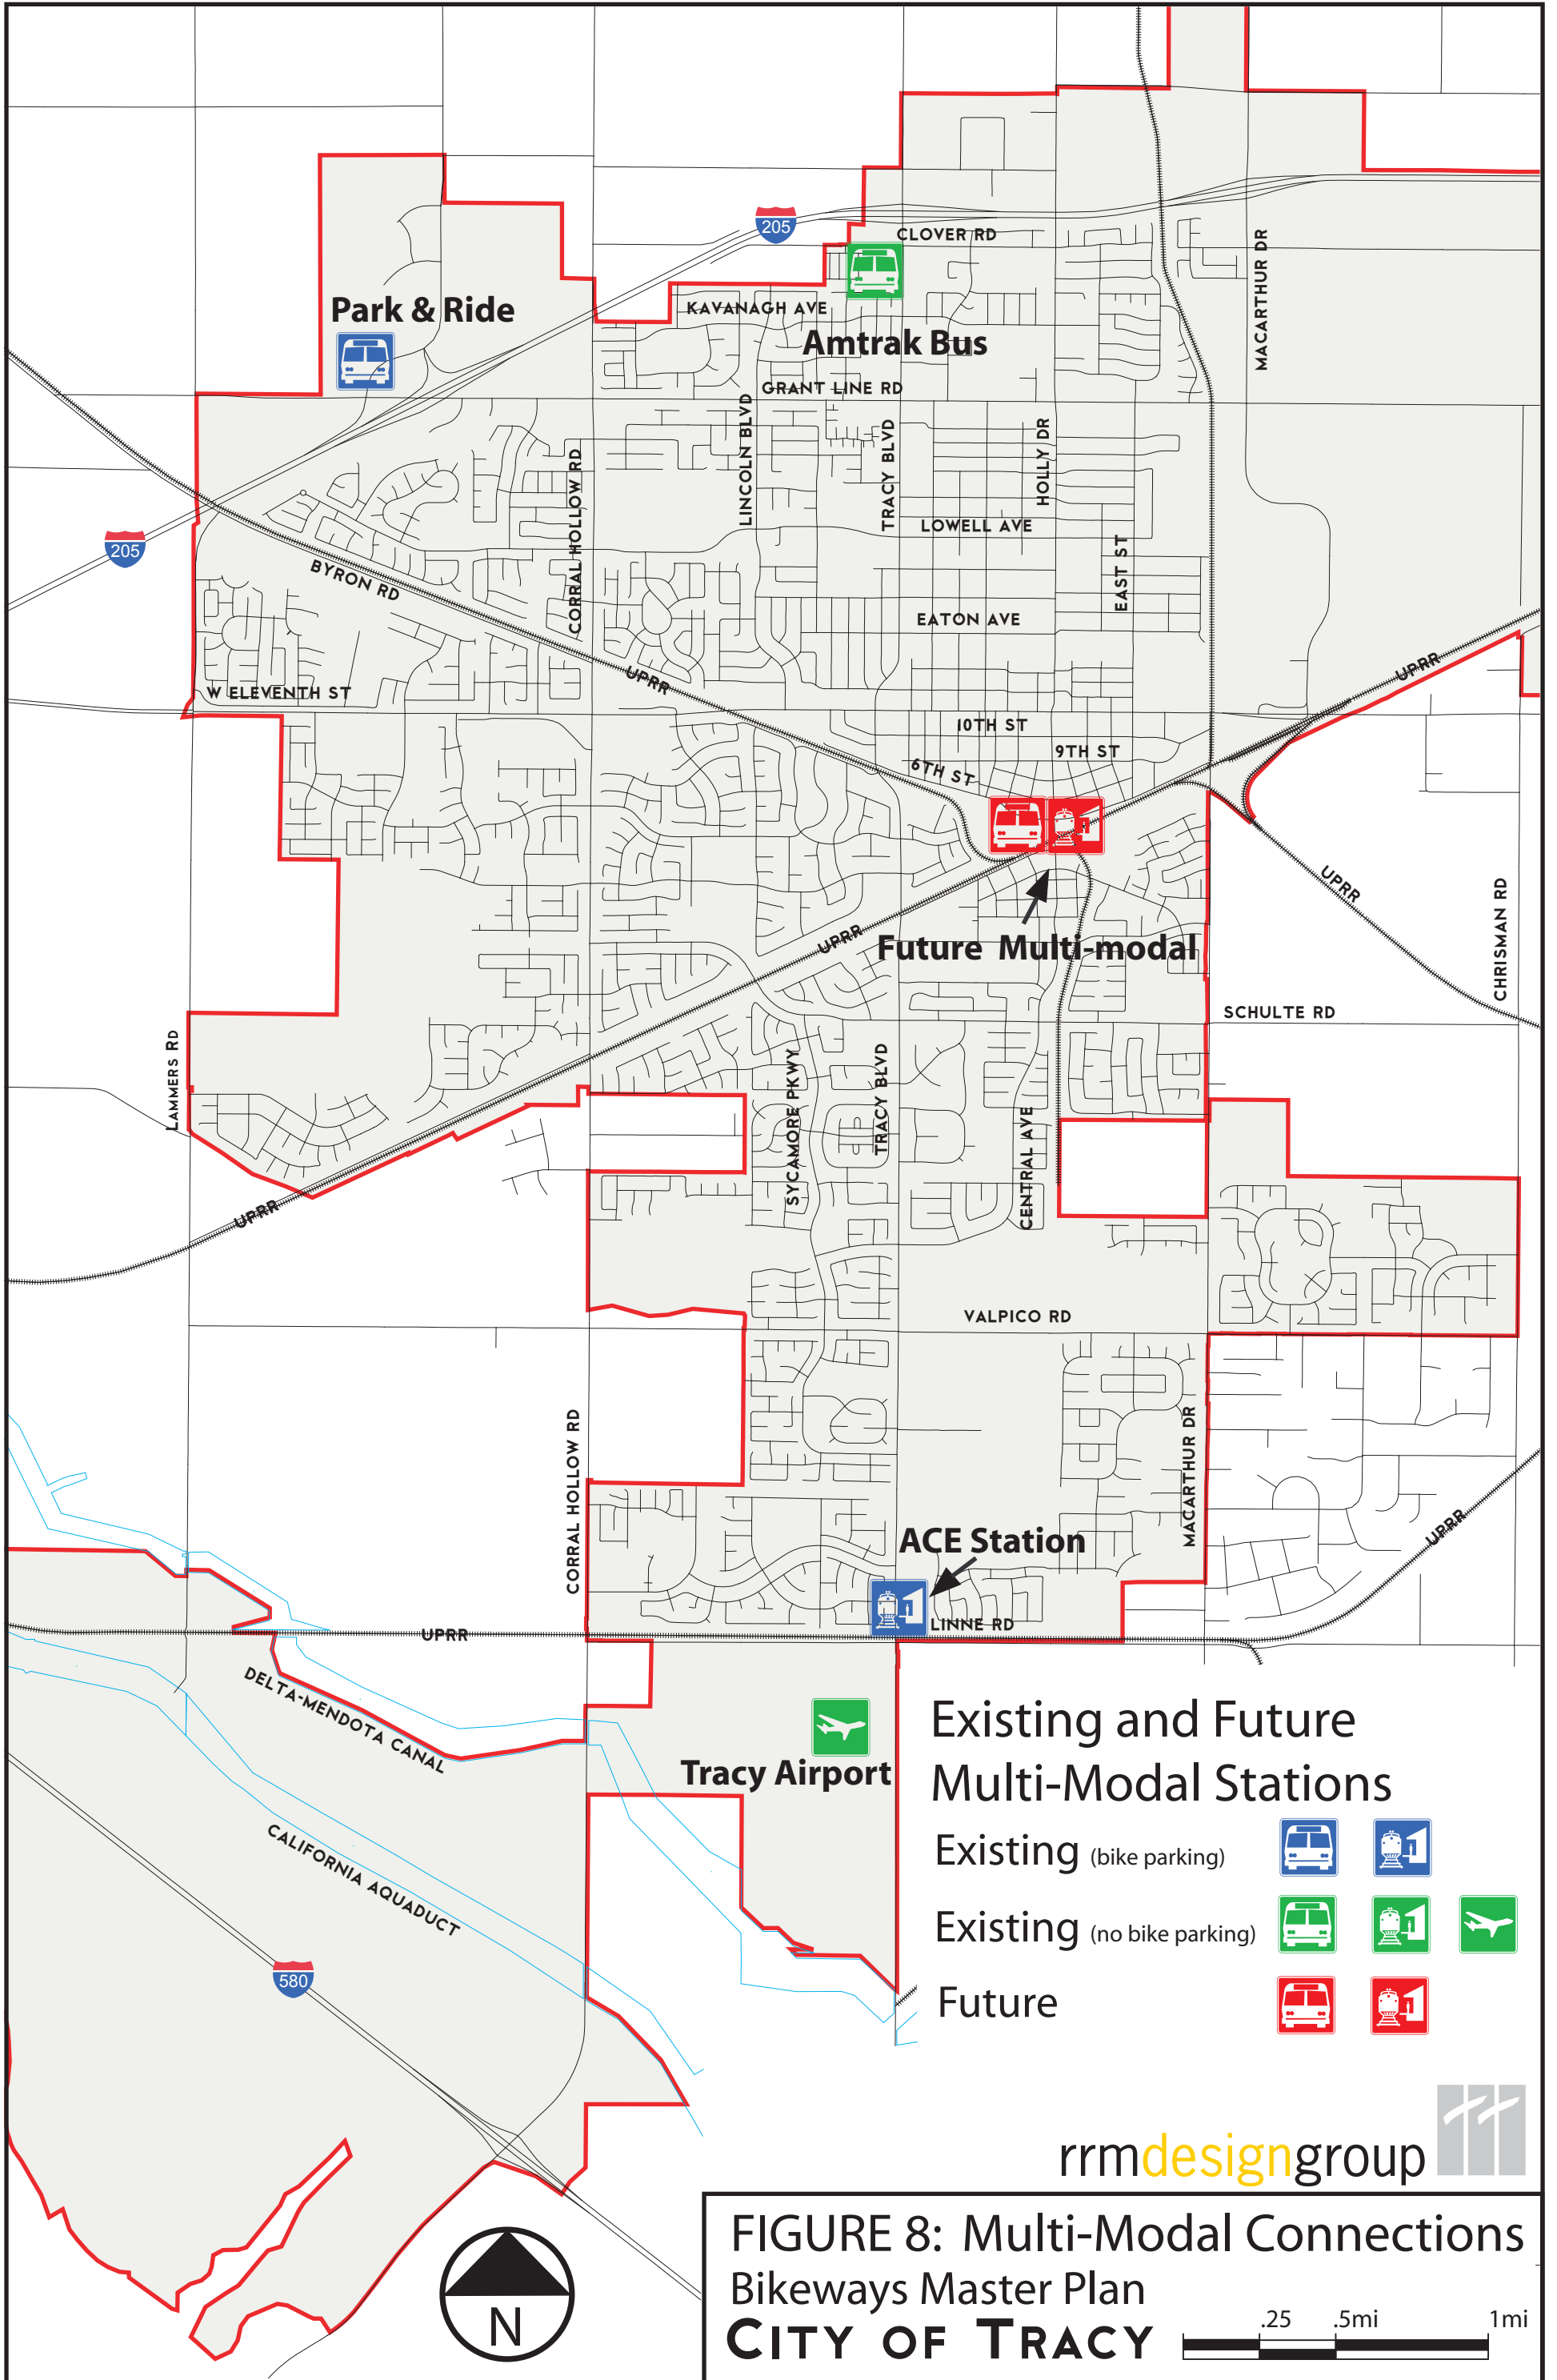 205
CLOVER RD
MACARTHUR DR
Park & Ride
KAVANAGH AVE
Amtrak Bus
GRANT LINE RD
LINCOLN BLVD
TRACY BLVD
HOLLY DR
CORRAL HOLLOW RD
LOWELL AVE
205
EAST ST
BYRON RD
EATON AVE
UPRR
UPRR
W ELEVENTH ST
10TH ST
9TH ST
6TH ST
UPRR
CHRISMAN RD
UPRR
Future Multi-modal
SCHULTE RD
LAMMERS RD
SYCAMORE PKWY
TRACY BLVD
CENTRAL AVE
UPRR
VALPICO RD
CORRAL HOLLOW RD
MACARTHUR DR
UPRR
ACE Station
LINNE RD
UPRR
DELTA-MENDOTA CANAL
Tracy Airport
CALIFORNIA AQUADUCT
580
Existing and Future
Multi-Modal Stations
Existing (bike parking)
Existing (no bike parking)
Future
rrmdesigngroup
N
FIGURE 8: Multi-Modal Connections
Bikeways Master Plan
CITY OF TRACY
.25 .5mi 1mi